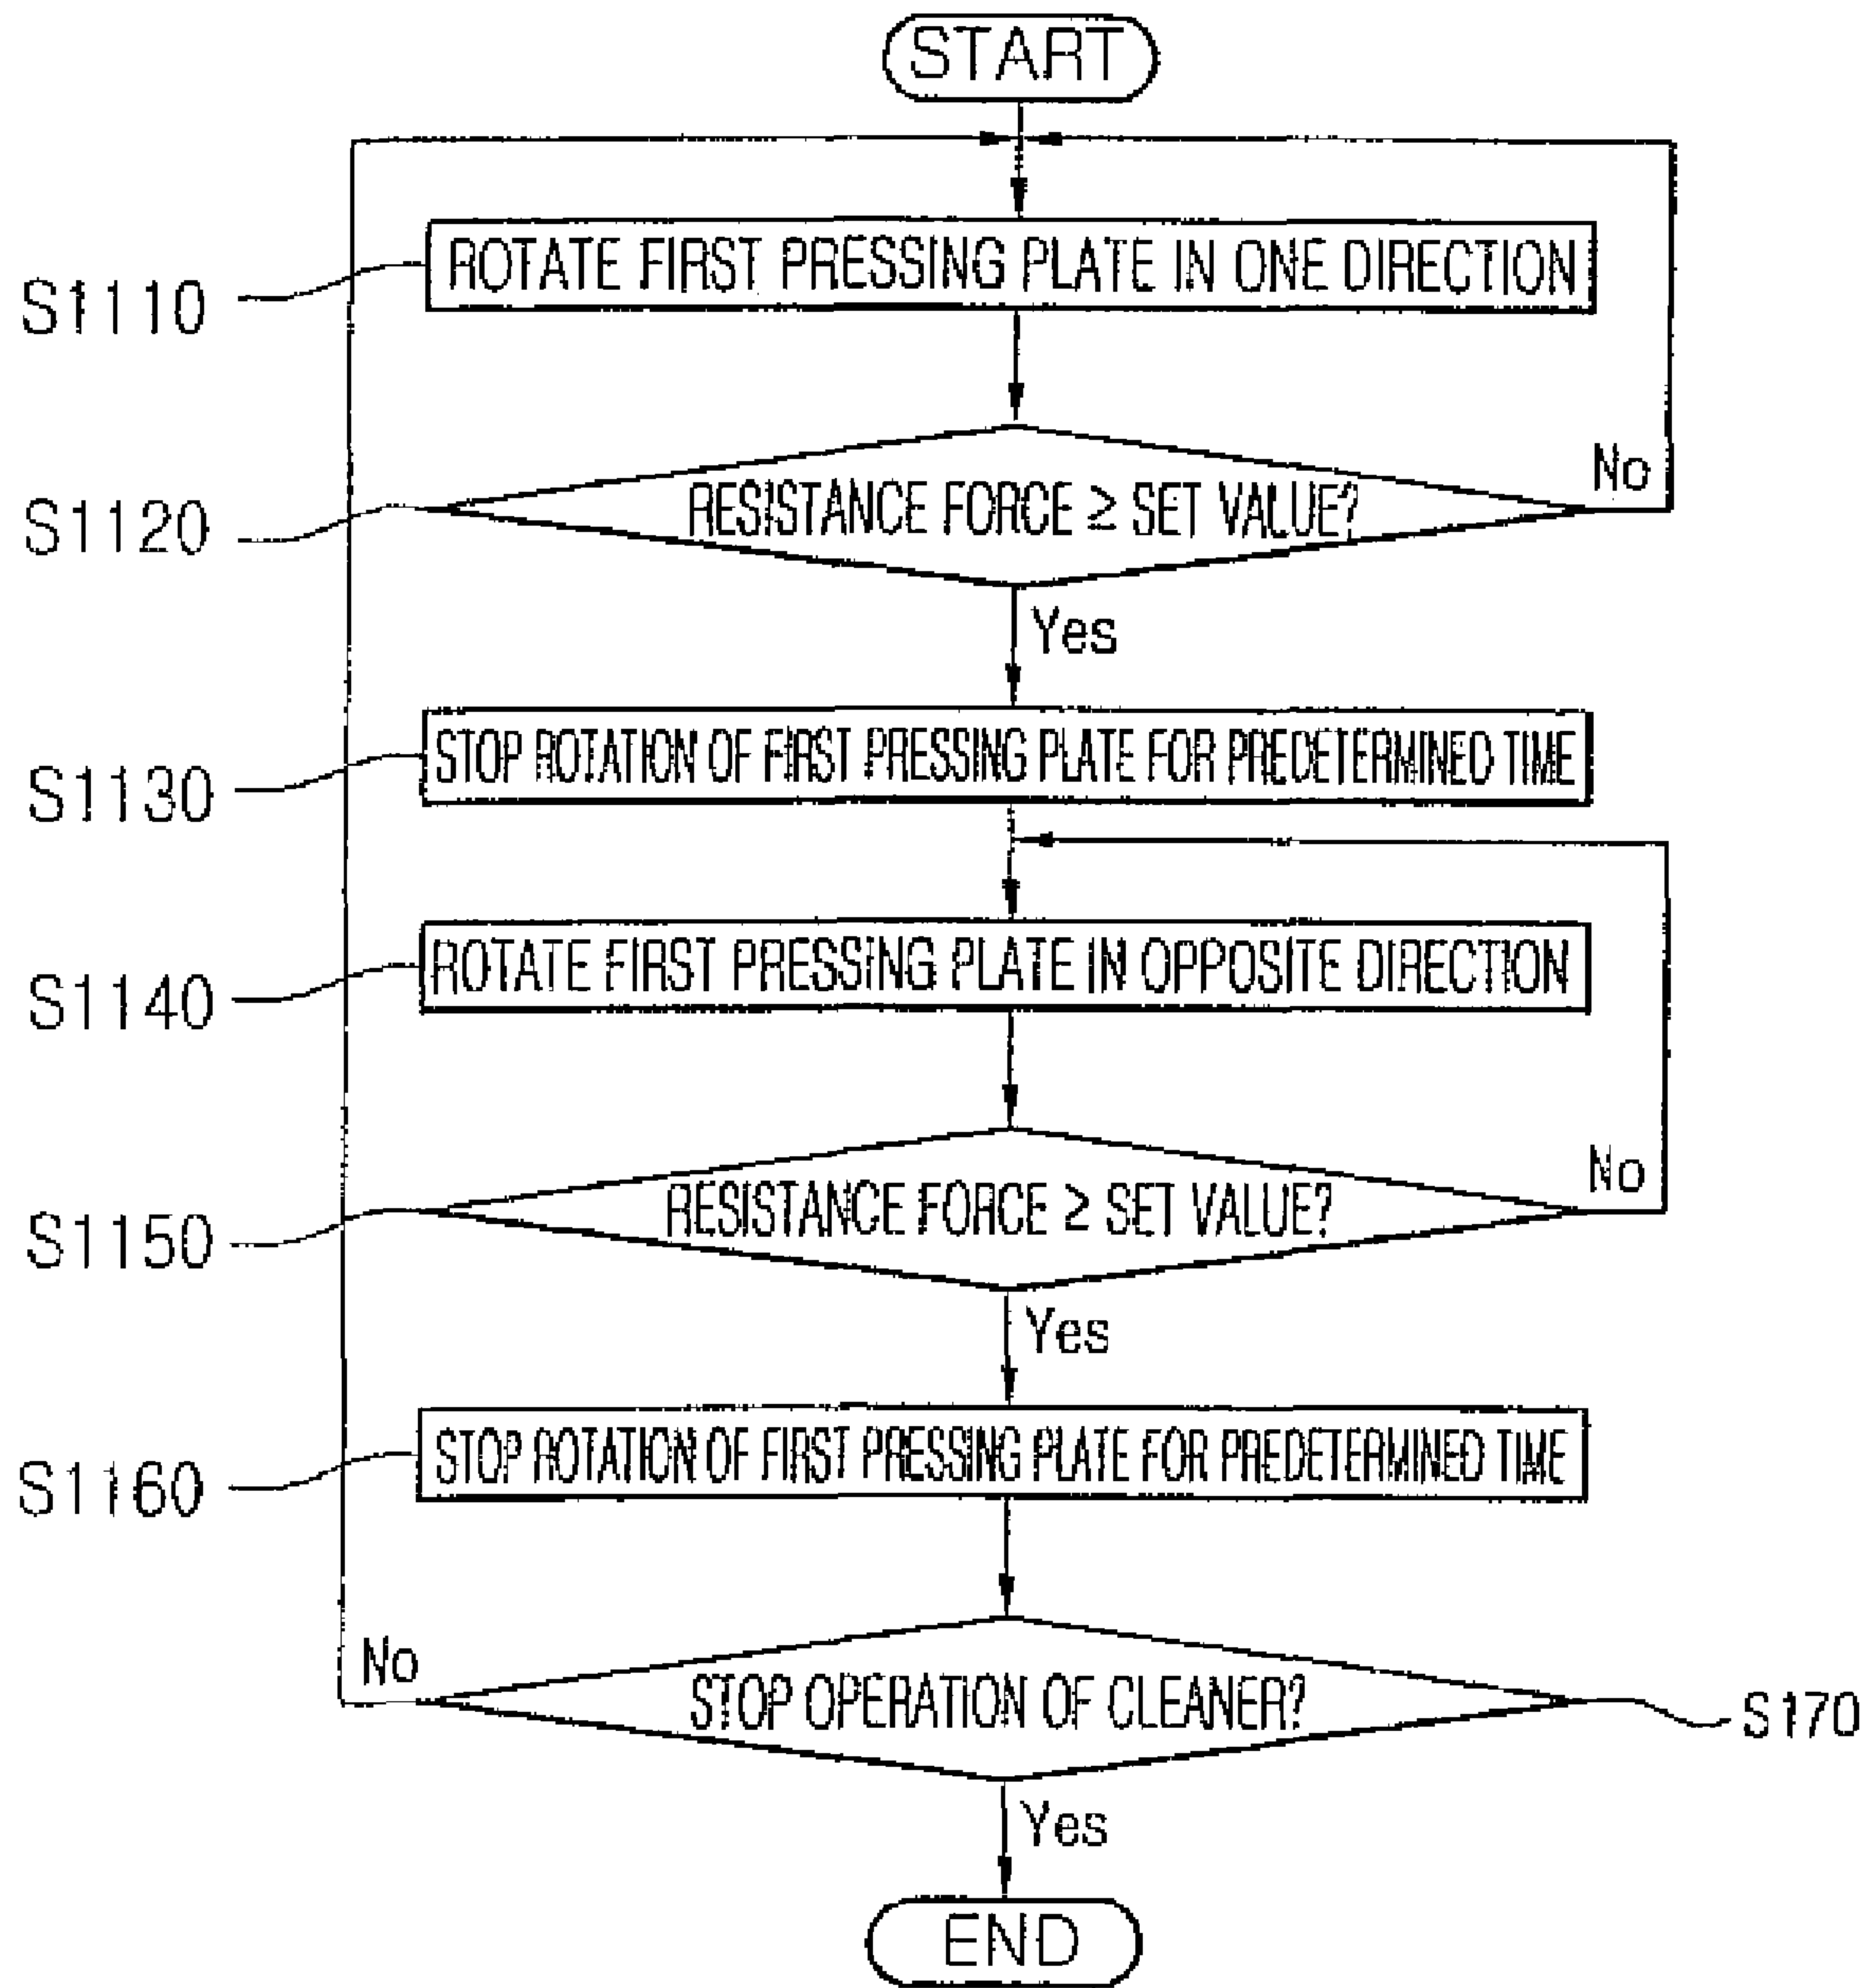 START
S1110
ROTATE FIRST PRESSING PLATE IN ONE DIRECTION
S1120
RESISTANCE FORCE ≥ SET VALUE?
No
Yes
S1130
STOP ROTATION OF FIRST PRESSING PLATE FOR PREDETERMINED TIME
S1140
ROTATE FIRST PRESSING PLATE IN OPPOSITE DIRECTION
S1150
RESISTANCE FORCE ≥ SET VALUE?
No
Yes
S1160
STOP ROTATION OF FIRST PRESSING PLATE FOR PREDETERMINED TIME
No
STOP OPERATION OF CLEANER?
S170
Yes
END